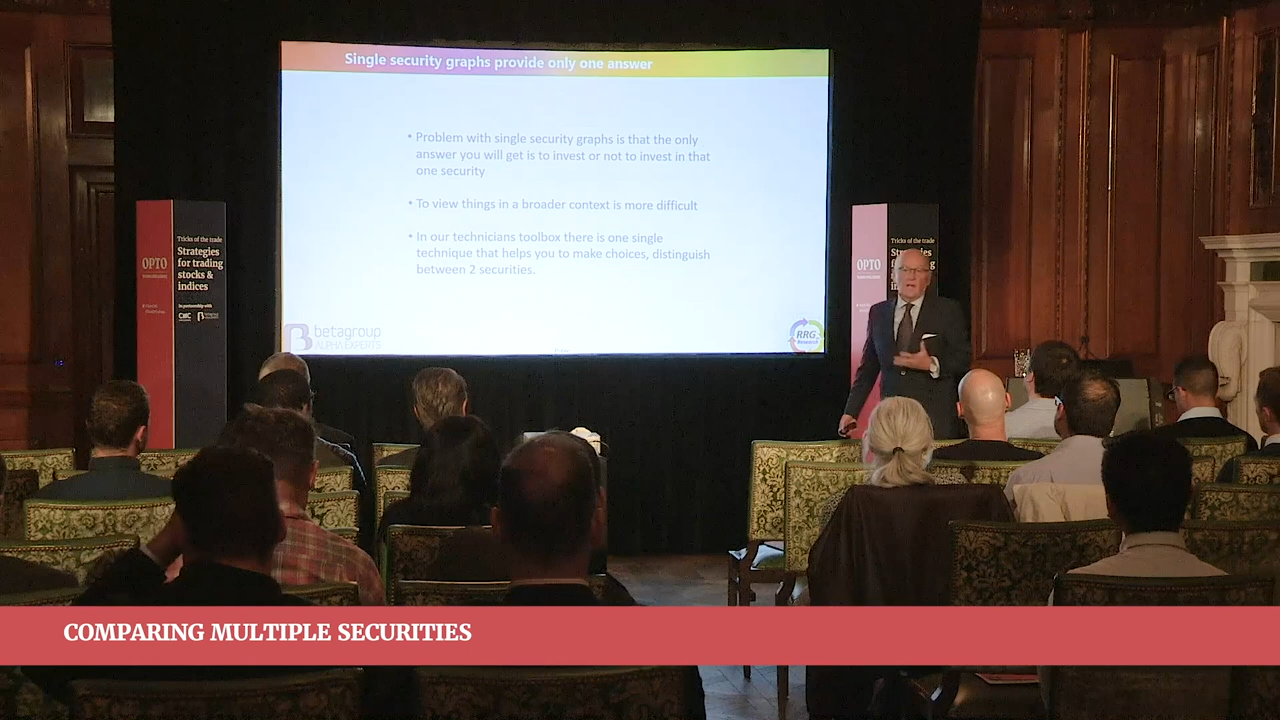 Single security graphs provide only one answer
• Problem with single security graphs is that the only
answer you will get is to invest or not to invest in that
one security
• To view things in a broader context is more difficult
• In our technicians toolbox there is one single
technique that helps you to make choices, distinguish
between 2 securities.
betagroup
ALPHA EXPERTS
RRG
Research
OPTO
Tricks of the trade
Strategies
for trading
stocks &
indices
In partnership with
CMC
OPTO
Tricks of the trade
Strategies
COMPARING MULTIPLE SECURITIES